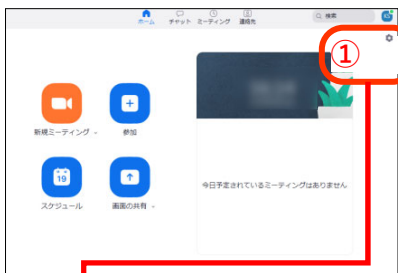 ホーム チャット ミーティング 連絡先
検索
①
新規ミーティング 参加
19
スケジュール 画面の共有
今日予定されているミーティングはありません